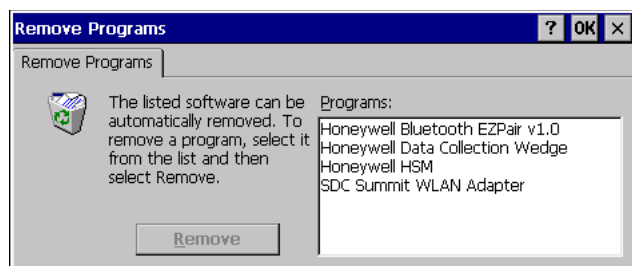 Remove Programs
? OK ×
Remove Programs
The listed software can be
automatically removed. To
remove a program, select it
from the list and then
select Remove.
Remove
Programs:
Honeywell Bluetooth EZPair v1.0
Honeywell Data Collection Wedge
Honeywell HSM
SDC Summit WLAN Adapter